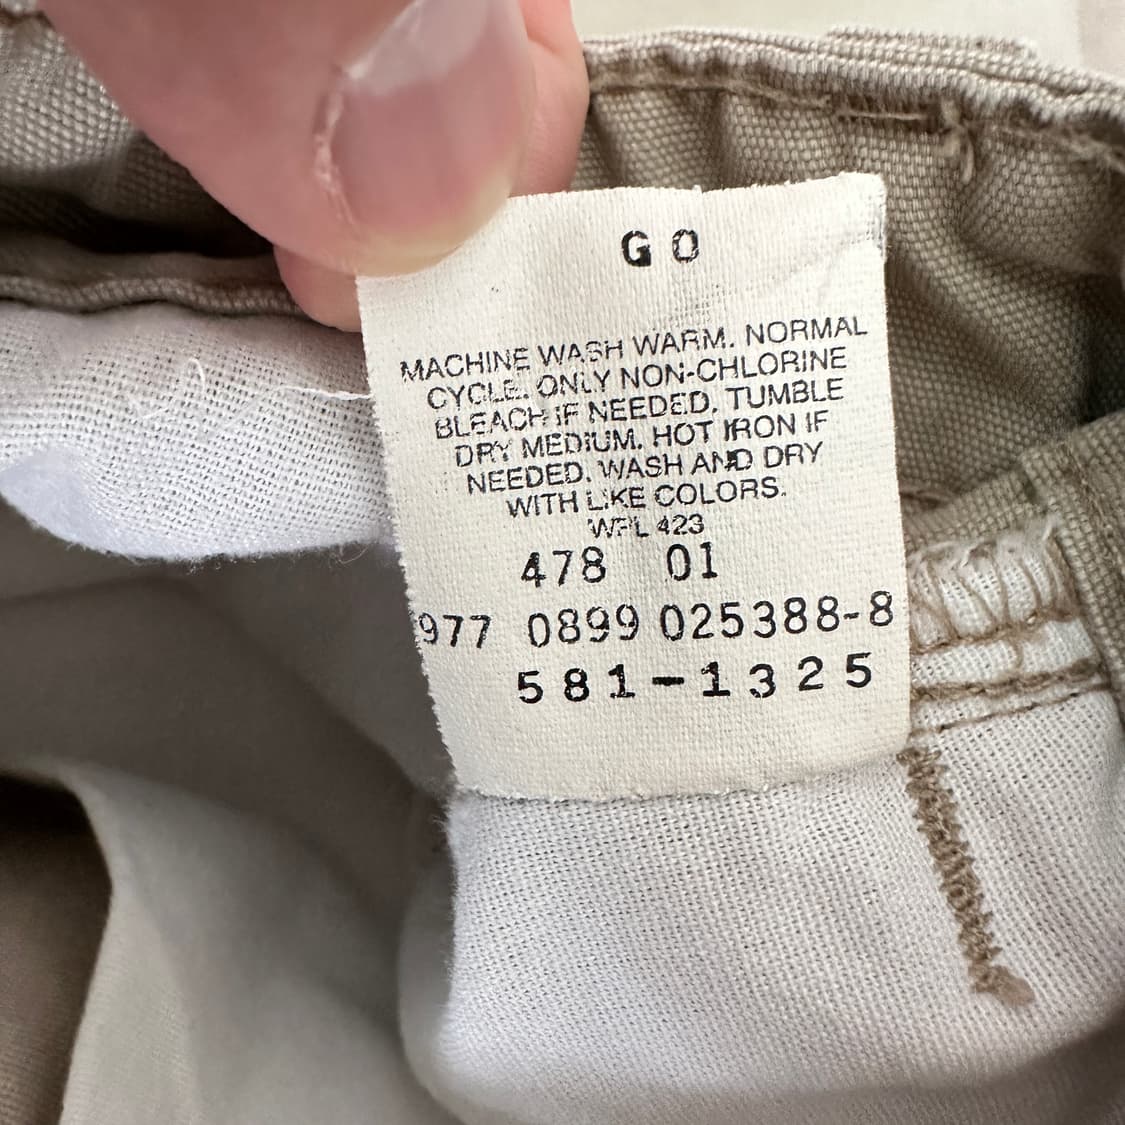 G O
MACHINE WASH WARM. NORMAL
CYCLE. ONLY NON-CHLORINE
BLEACH IF NEEDED. TUMBLE
DRY MEDIUM. HOT IRON IF
NEEDED. WASH AND DRY
WITH LIKE COLORS.
WPL 423
478 01
977 0899 025388-8
581-1325